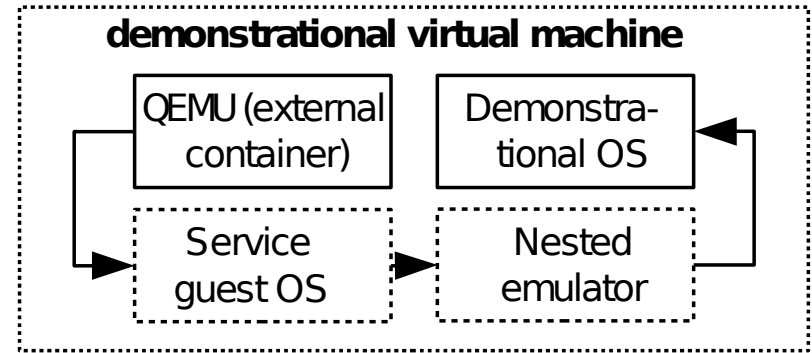 demonstrational virtual machine
QEMU (external
container)
Demonstra-
tional OS
Service
guest OS
Nested
emulator